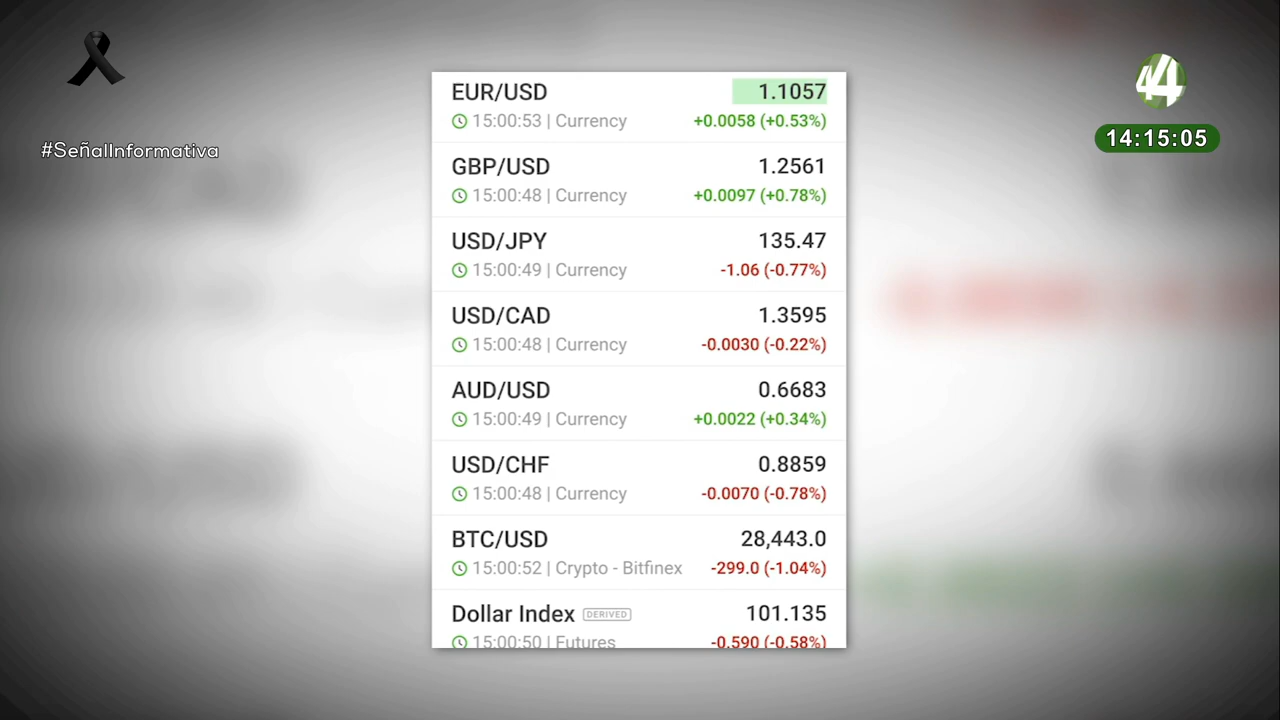 44
14:15:05
#SeñalInformativa
EUR/USD 1.1057
15:00:53 | Currency +0.0058 (+0.53%)
GBP/USD 1.2561
15:00:48 | Currency +0.0097 (+0.78%)
USD/JPY 135.47
15:00:49 | Currency -1.06 (-0.77%)
USD/CAD 1.3595
15:00:48 | Currency -0.0030 (-0.22%)
AUD/USD 0.6683
15:00:49 | Currency +0.0022 (+0.34%)
USD/CHF 0.8859
15:00:48 | Currency -0.0070 (-0.78%)
BTC/USD 28,443.0
15:00:52 | Crypto - Bitfinex -299.0 (-1.04%)
Dollar Index DERIVED 101.135
15:00:50 | Futures -0.590 (-0.58%)